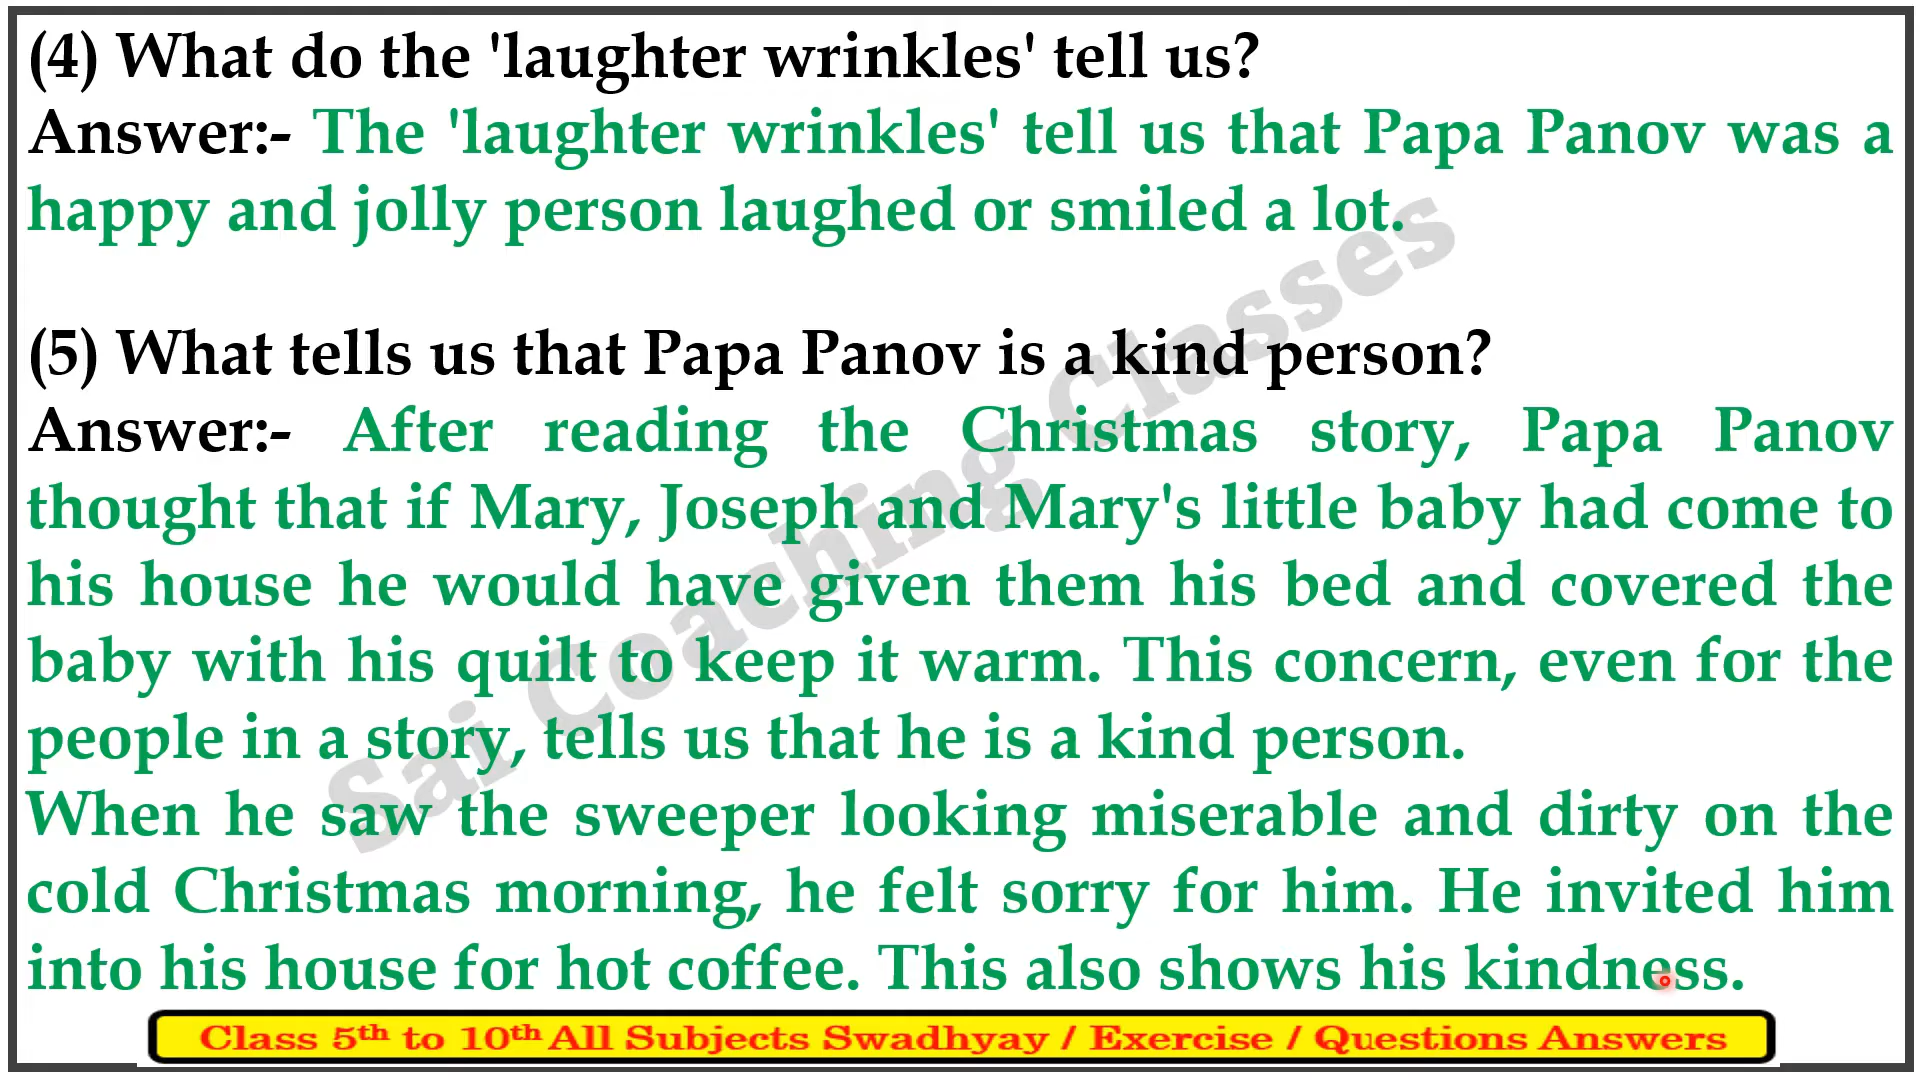 (4) What do the 'laughter wrinkles' tell us?
Answer:- The 'laughter wrinkles' tell us that Papa Panov was a
happy and jolly person laughed or smiled a lot.
(5) What tells us that Papa Panov is a kind person?
Answer:- After reading the Christmas story, Papa Panov
thought that if Mary, Joseph and Mary's little baby had come to
his house he would have given them his bed and covered the
baby with his quilt to keep it warm. This concern, even for the
people in a story, tells us that he is a kind person.
When he saw the sweeper looking miserable and dirty on the
cold Christmas morning, he felt sorry for him. He invited him
into his house for hot coffee. This also shows his kindness.
Sai Coaching Classes
Class 5th to 10th All Subjects Swadhyay / Exercise / Questions Answers